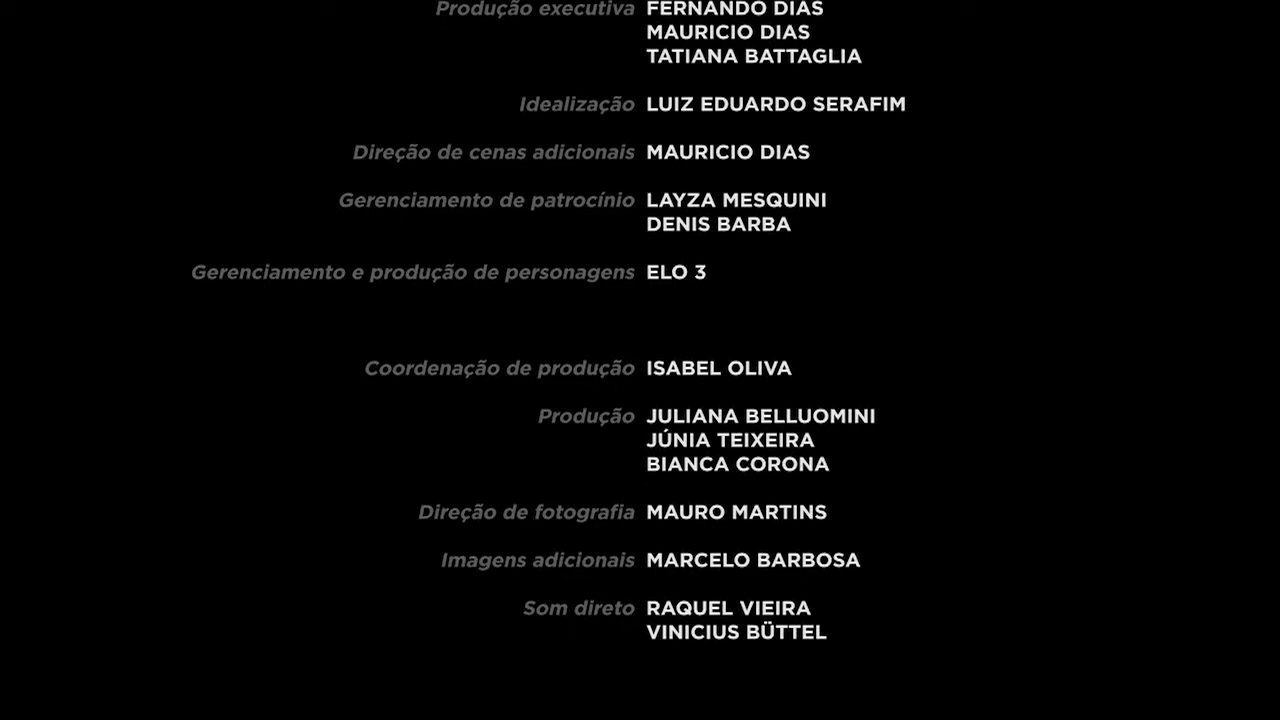 Produção executiva FERNANDO DIAS
MAURICIO DIAS
TATIANA BATTAGLIA
Idealização LUIZ EDUARDO SERAFIM
Direção de cenas adicionais MAURICIO DIAS
Gerenciamento de patrocínio LAYZA MESQUINI
DENIS BARBA
Gerenciamento e produção de personagens ELO 3
Coordenação de produção ISABEL OLIVA
Produção JULIANA BELLUOMINI
JÚNIA TEIXEIRA
BIANCA CORONA
Direção de fotografia MAURO MARTINS
Imagens adicionais MARCELO BARBOSA
Som direto RAQUEL VIEIRA
VINICIUS BÜTTEL